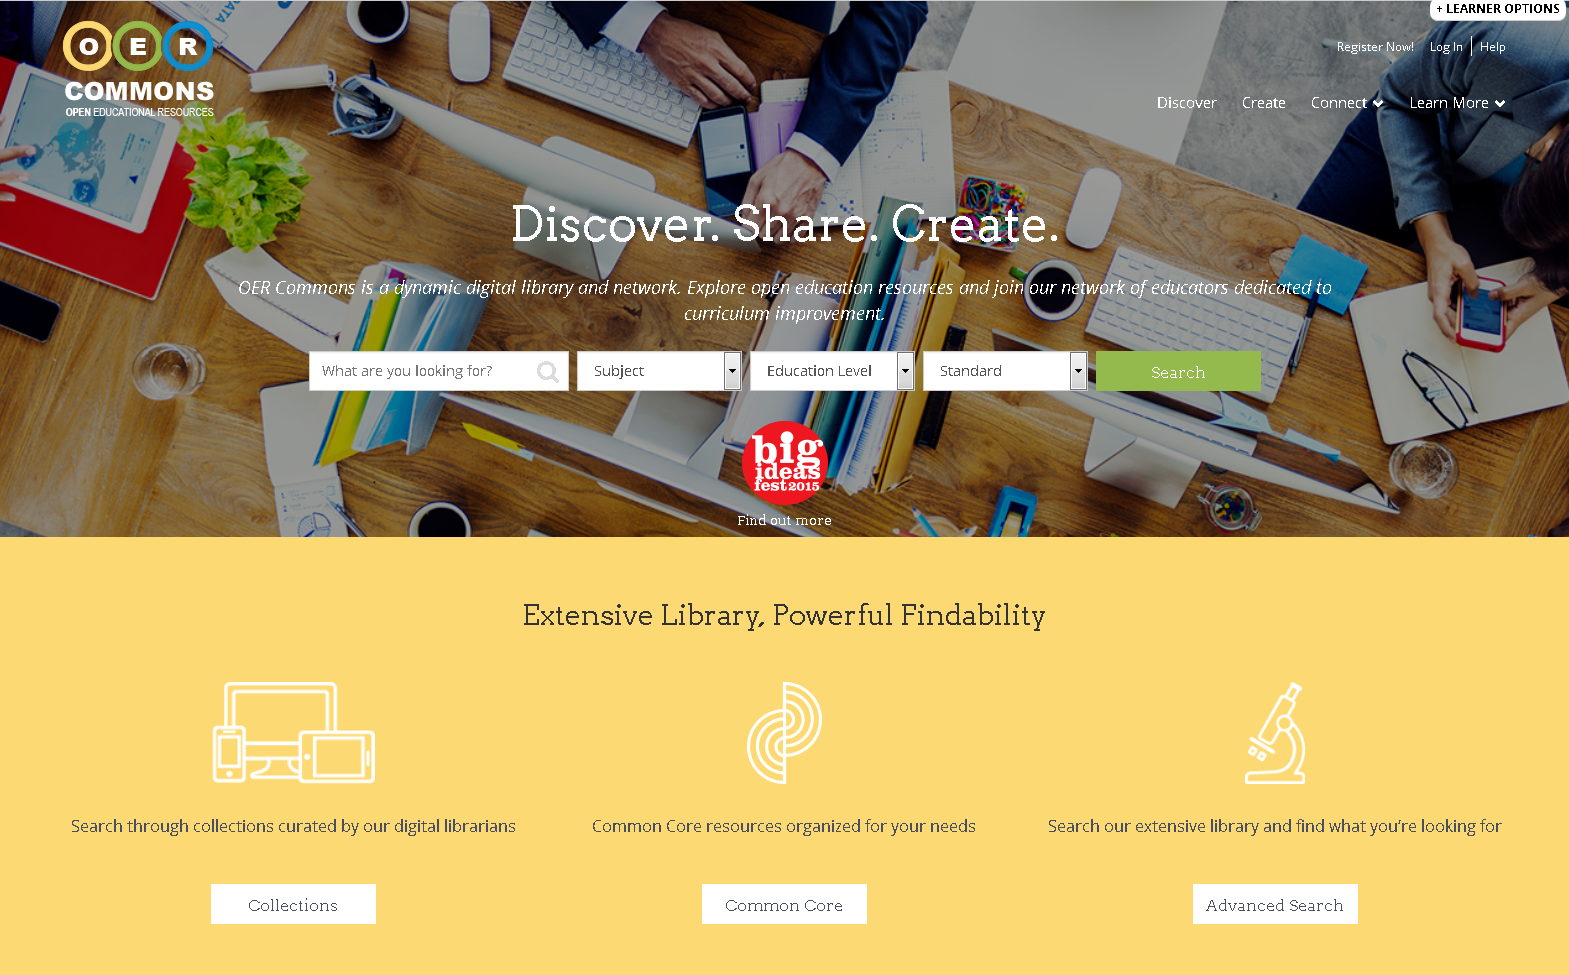 + LEARNER OPTIONS
Register Now!
Log In
Help
O E R
COMMONS
OPEN EDUCATIONAL RESOURCES
Discover
Create
Connect
Learn More
Discover. Share. Create.
OER Commons is a dynamic digital library and network. Explore open education resources and join our network of educators dedicated to
curriculum improvement.
What are you looking for?
Subject
Education Level
Standard
Search
big
ideas
fest2015
Find out more
Extensive Library, Powerful Findability
Search through collections curated by our digital librarians
Common Core resources organized for your needs
Search our extensive library and find what you're looking for
Collections
Common Core
Advanced Search